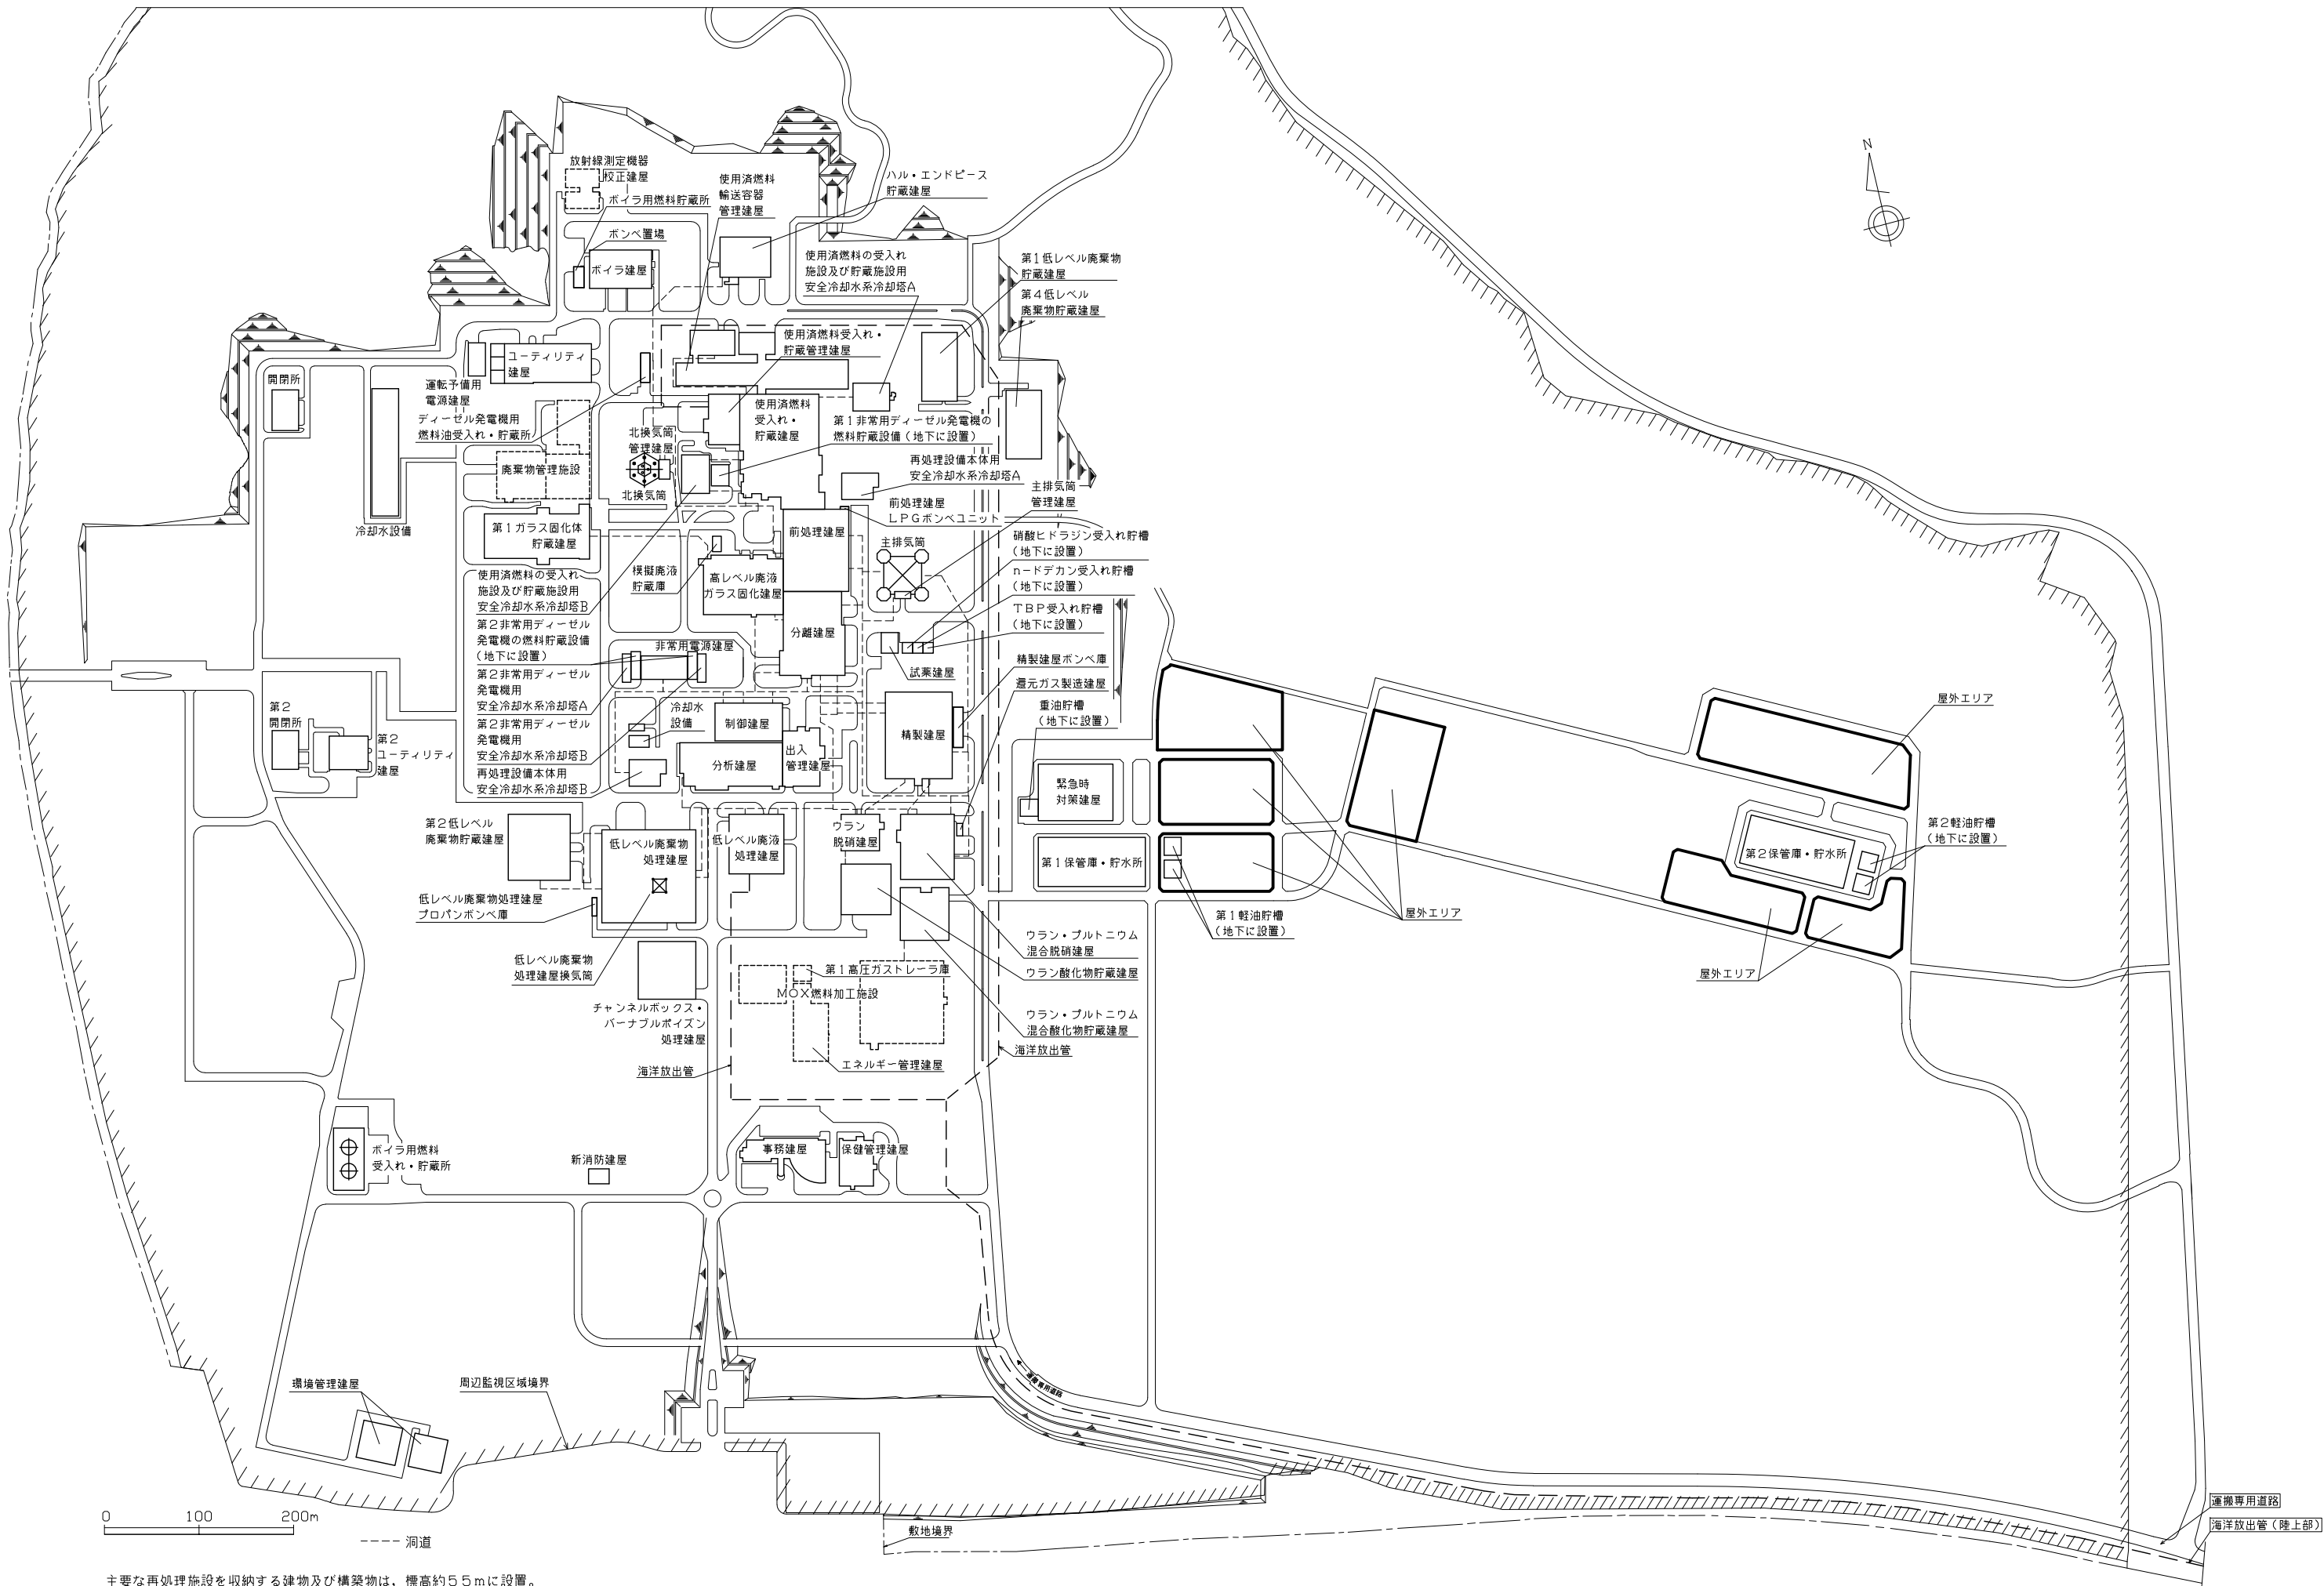 N
放射線測定機器
校正建屋
ボイラ用燃料貯蔵所
ボンベ置場
ボイラ建屋
使用済燃料
輸送容器
管理建屋
ハル・エンドピース
貯蔵建屋
使用済燃料の受入れ
施設及び貯蔵施設用
安全冷却水系冷却塔A
第1低レベル廃棄物
貯蔵建屋
第4低レベル
廃棄物貯蔵建屋
開閉所
ユーティリティ
建屋
運転予備用
電源建屋
ディーゼル発電機用
燃料油受入れ・貯蔵所
使用済燃料受入れ・
貯蔵管理建屋
使用済燃料
受入れ・
貯蔵建屋
第1非常用ディーゼル発電機の
燃料貯蔵設備(地下に設置)
北換気筒
管理建屋
北換気筒
廃棄物管理施設
再処理設備本体用
安全冷却水系冷却塔A
主排気筒
管理建屋
冷却水設備
第1ガラス固化体
貯蔵建屋
前処理建屋
LPGボンベユニット
前処理建屋
主排気筒
硝酸ヒドラジン受入れ貯槽
(地下に設置)
n-ドデカン受入れ貯槽
(地下に設置)
TBP受入れ貯槽
(地下に設置)
使用済燃料の受入れ
施設及び貯蔵施設用
安全冷却水系冷却塔B
模擬廃液
貯蔵庫
高レベル廃液
ガラス固化建屋
第2非常用ディーゼル
発電機の燃料貯蔵設備
(地下に設置)
非常用電源建屋
分離建屋
試薬建屋
精製建屋ボンベ庫
還元ガス製造建屋
重油貯槽
(地下に設置)
第2非常用ディーゼル
発電機用
安全冷却水系冷却塔A
第2非常用ディーゼル
発電機用
安全冷却水系冷却塔B
再処理設備本体用
安全冷却水系冷却塔B
冷却水
設備
制御建屋
分析建屋
出入
管理建屋
精製建屋
第2
開閉所
第2
ユーティリティ
建屋
緊急時
対策建屋
屋外エリア
第2低レベル
廃棄物貯蔵建屋
低レベル廃棄物
処理建屋
低レベル廃液
処理建屋
ウラン
脱硝建屋
第1保管庫・貯水所
第2保管庫・貯水所
第2軽油貯槽
(地下に設置)
低レベル廃棄物処理建屋
プロパンボンベ庫
第1軽油貯槽
(地下に設置)
屋外エリア
屋外エリア
低レベル廃棄物
処理建屋換気筒
ウラン・プルトニウム
混合脱硝建屋
ウラン酸化物貯蔵建屋
第1高圧ガストレーラ庫
MOX燃料加工施設
チャンネルボックス・
バーナブルポイズン
処理建屋
ウラン・プルトニウム
混合酸化物貯蔵建屋
海洋放出管
エネルギー管理建屋
海洋放出管
ボイラ用燃料
受入れ・貯蔵所
新消防建屋
事務建屋
保健管理建屋
運搬専用道路
環境管理建屋
周辺監視区域境界
0 100 200m
洞道
敷地境界
運搬専用道路
海洋放出管(陸上部)
主要な再処理施設を収納する建物及び構築物は,標高約55mに設置。